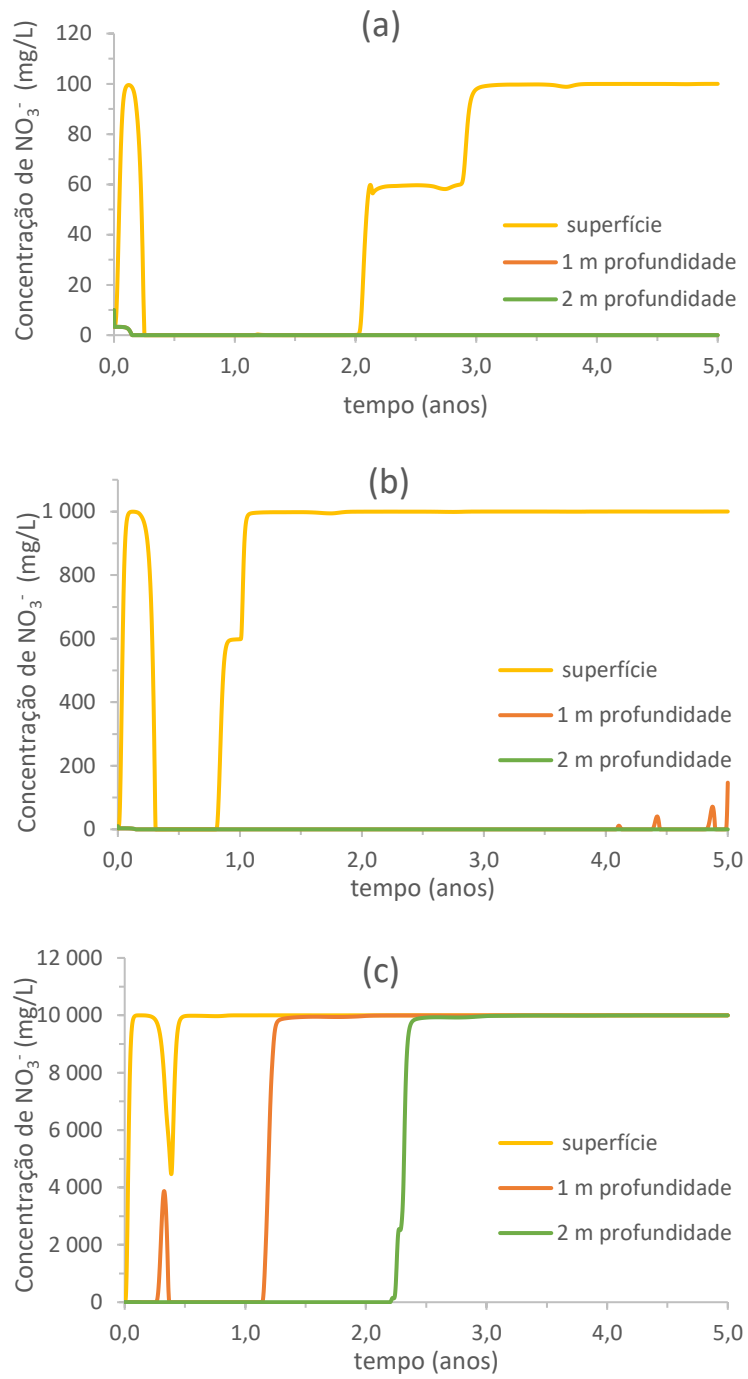 (a)
Concentração de NO₃⁻ (mg/L)
120
100
80
60
40
20
0
superfície
1 m profundidade
2 m profundidade
0,0 1,0 2,0 3,0 4,0 5,0
tempo (anos)
(b)
Concentração de NO₃⁻ (mg/L)
1 000
800
600
400
200
0
superfície
1 m profundidade
2 m profundidade
0,0 1,0 2,0 3,0 4,0 5,0
tempo (anos)
(c)
Concentração de NO₃⁻ (mg/L)
12 000
10 000
8 000
6 000
4 000
2 000
0
superfície
1 m profundidade
2 m profundidade
0,0 1,0 2,0 3,0 4,0 5,0
tempo (anos)